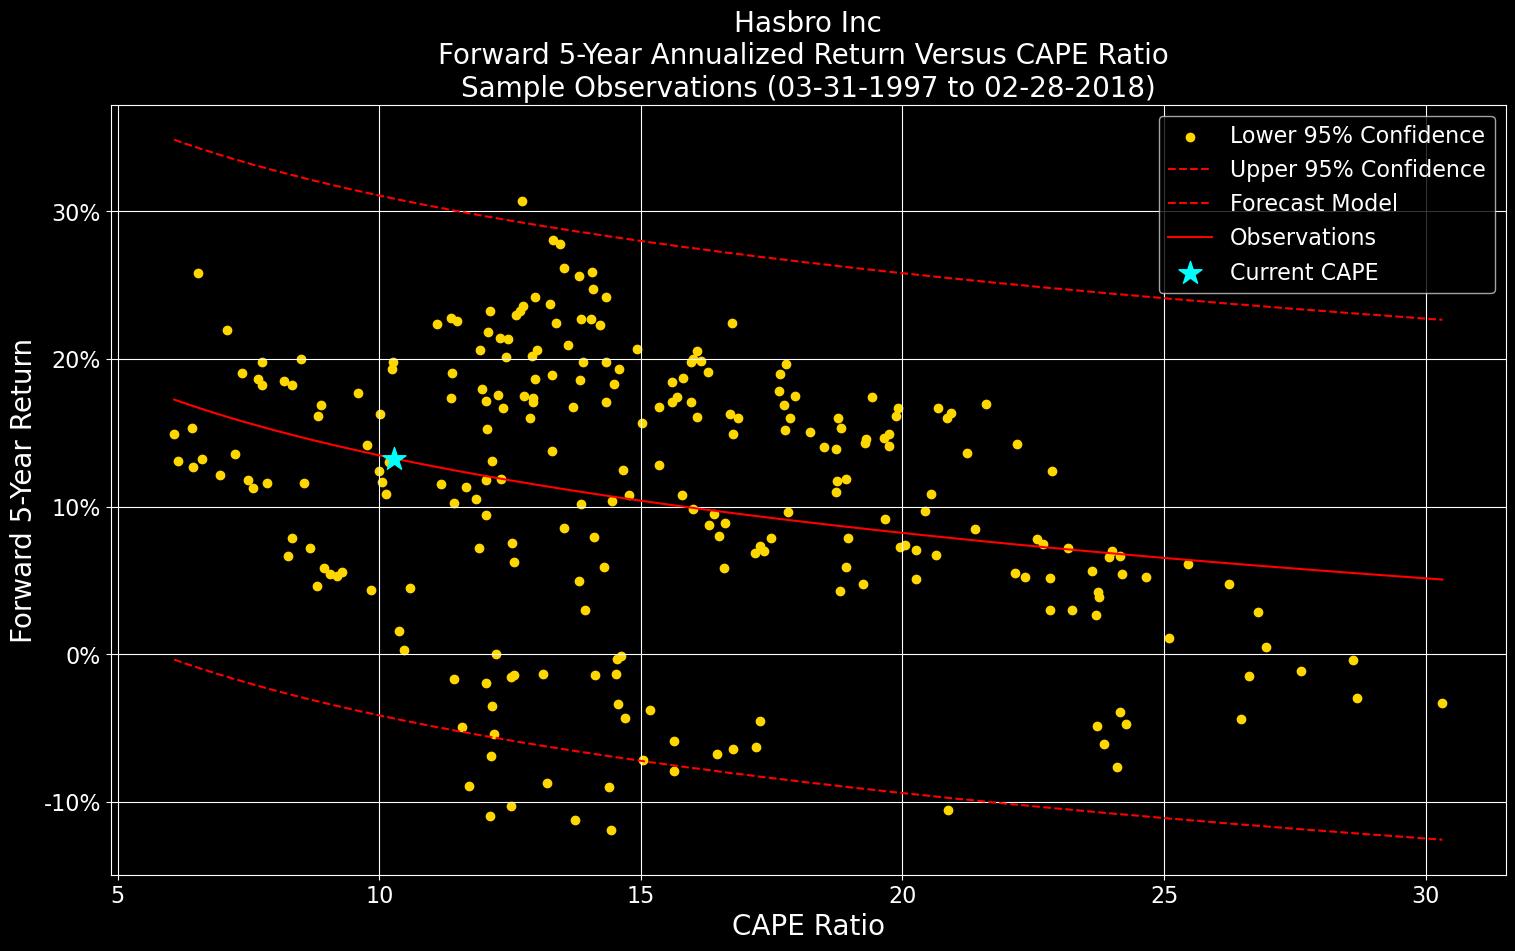 Hasbro Inc
Forward 5-Year Annualized Return Versus CAPE Ratio
Sample Observations (03-31-1997 to 02-28-2018)
Lower 95% Confidence
Upper 95% Confidence
Forecast Model
Observations
Current CAPE
Forward 5-Year Return
30%
20%
10%
0%
-10%
5
10
15
20
25
30
CAPE Ratio